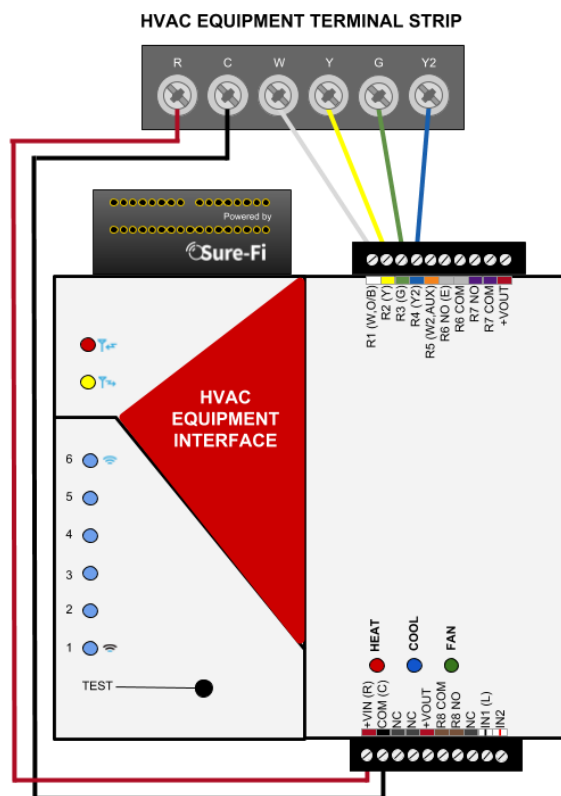 HVAC EQUIPMENT TERMINAL STRIP
R C W Y G Y2
Powered by
Sure-Fi
R1 (W,O/B)
R2 (Y)
R3 (G)
R4 (Y2)
R5 (W2,AUX)
R6 NO (E)
R6 COM
R7 NO
R7 COM
+VOUT
HVAC
EQUIPMENT
INTERFACE
6
5
4
3
2
1
TEST
HEAT
COOL
FAN
+VIN (R)
COM (C)
NC
NC
+VOUT
R8 COM
R8 NO
NC
IN1 (L)
IN2